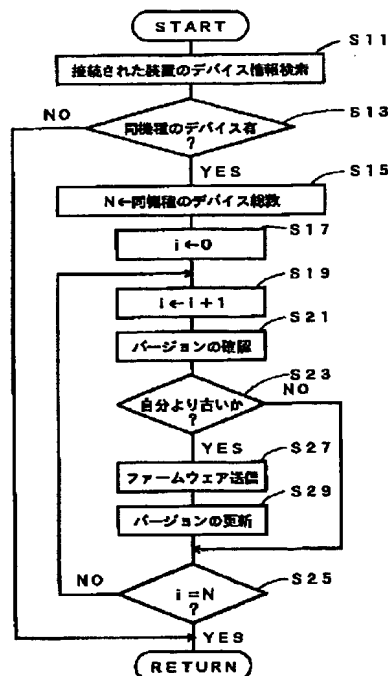 START
S11
接続された装置のデバイス情報検索
NO
S13
同機種のデバイス有
?
YES
S15
N←同機種のデバイス総数
S17
i←0
S19
i←i+1
S21
バージョンの確認
S23
自分より古いか
?
NO
YES
S27
ファームウェア送信
S29
バージョンの更新
NO
S25
i=N
?
YES
RETURN